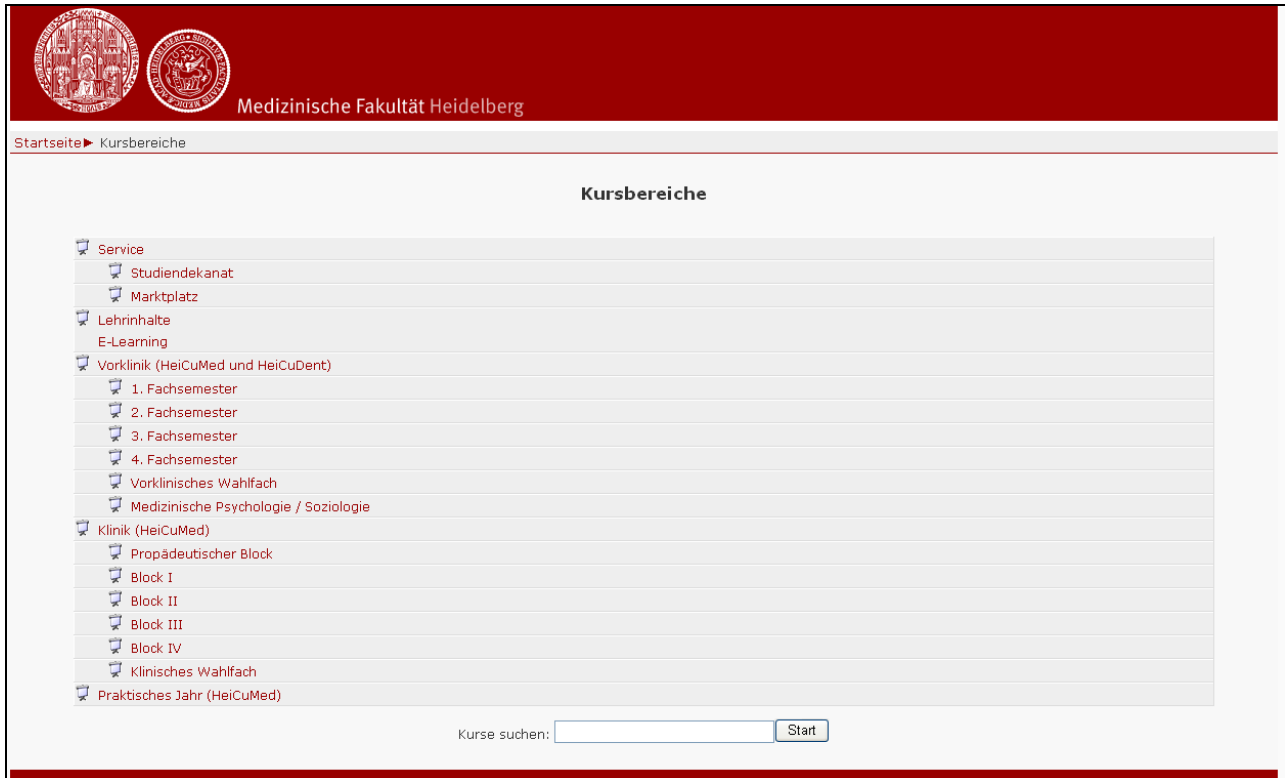 Medizinische Fakultät Heidelberg
Startseite► Kursbereiche
Kursbereiche
Service
Studiendekanat
Marktplatz
Lehrinhalte
E-Learning
Vorklinik (HeiCuMed und HeiCuDent)
1. Fachsemester
2. Fachsemester
3. Fachsemester
4. Fachsemester
Vorklinisches Wahlfach
Medizinische Psychologie / Soziologie
Klinik (HeiCuMed)
Propädeutischer Block
Block I
Block II
Block III
Block IV
Klinisches Wahlfach
Praktisches Jahr (HeiCuMed)
Kurse suchen: Start